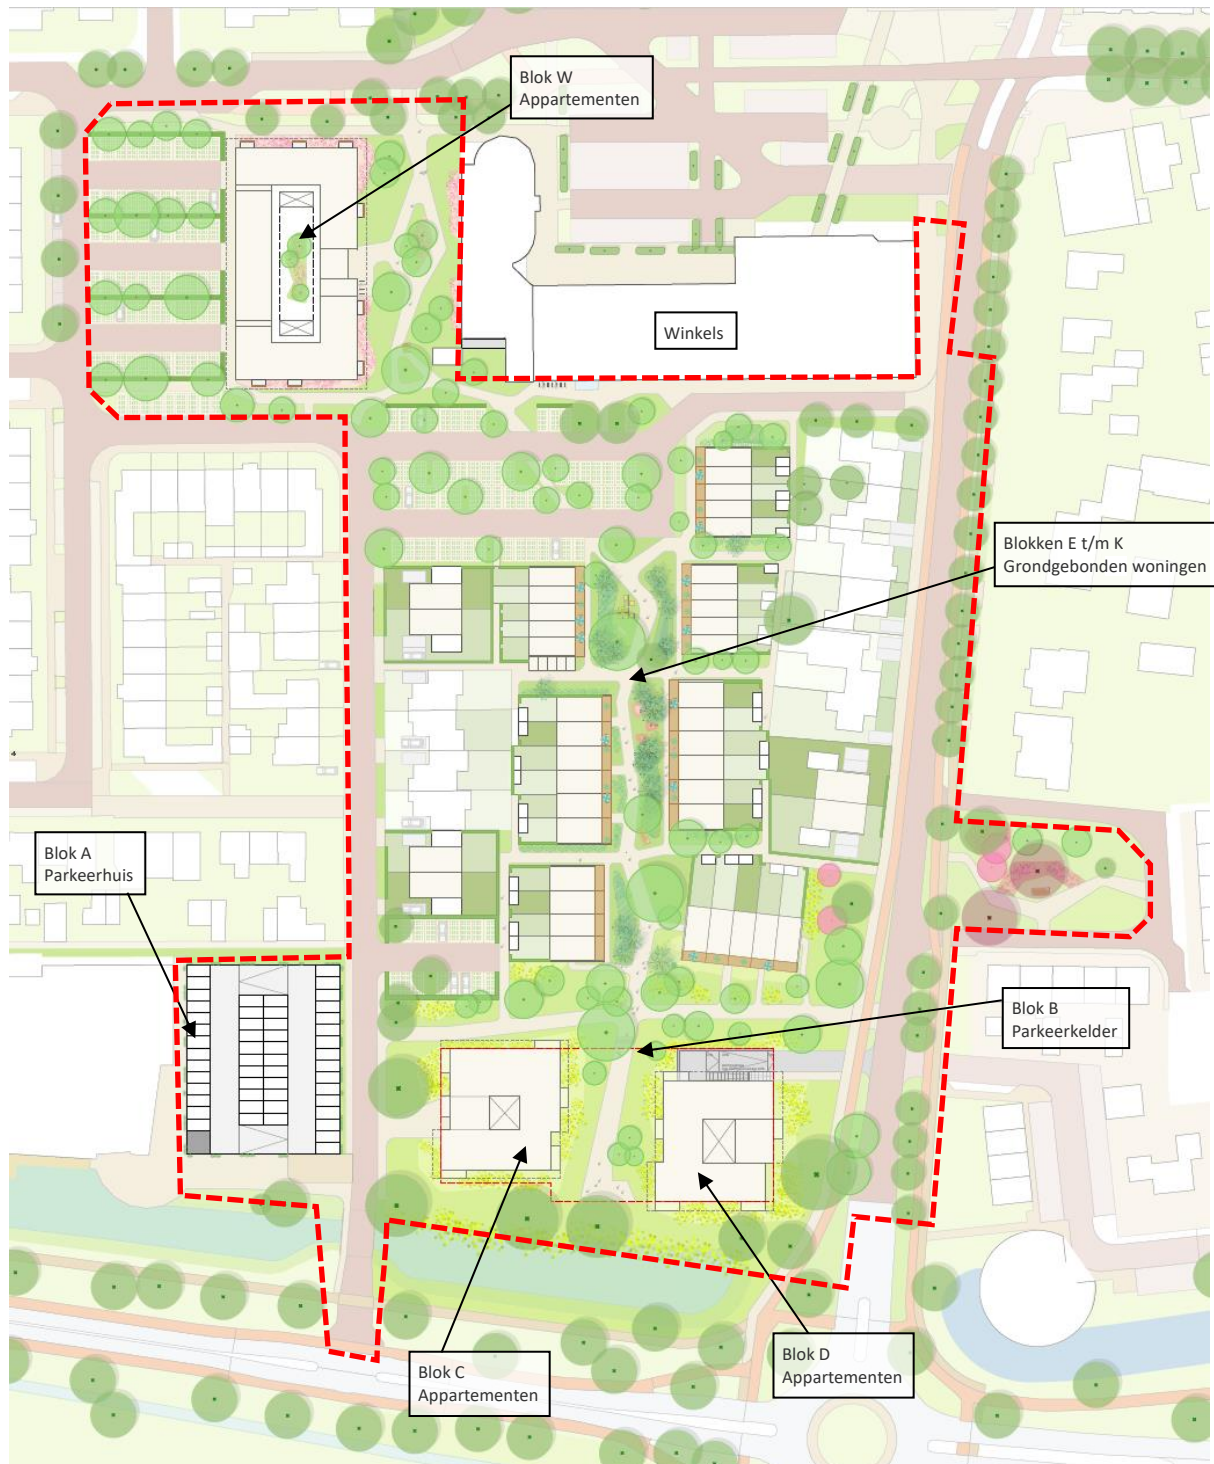 Blok W
Appartementen
Winkels
Blokken E t/m K
Grondgebonden woningen
Blok A
Parkeerhuis
Blok B
Parkeerkelder
Blok C
Appartementen
Blok D
Appartementen